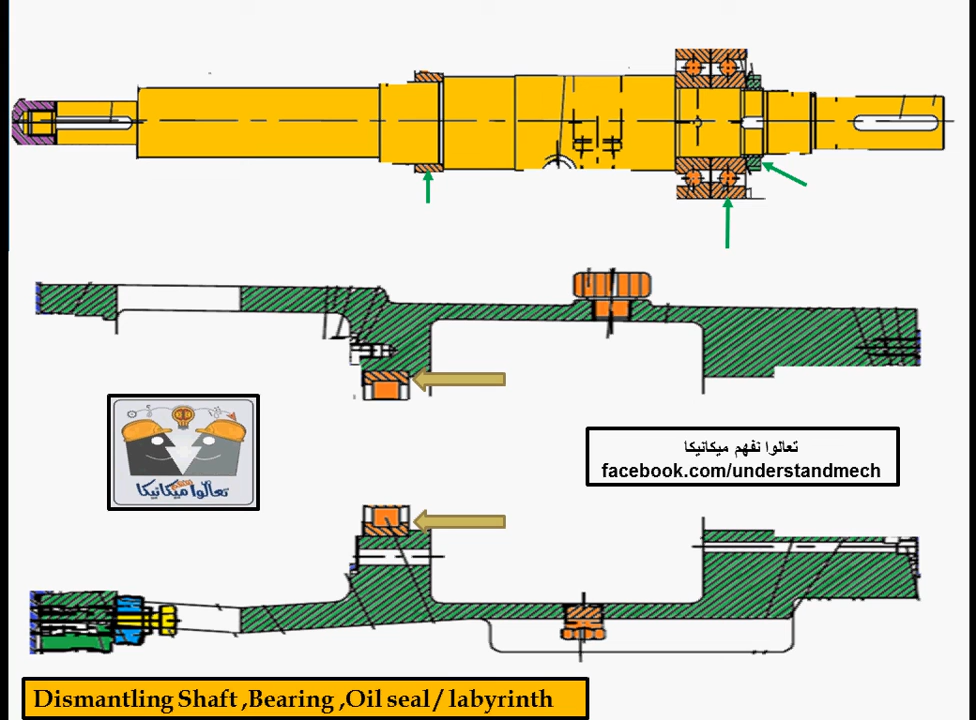 تعالوا نفهم ميكانيكا
facebook.com/understandmech
تعالوا ميكانيكا
Dismantling Shaft ,Bearing ,Oil seal / labyrinth